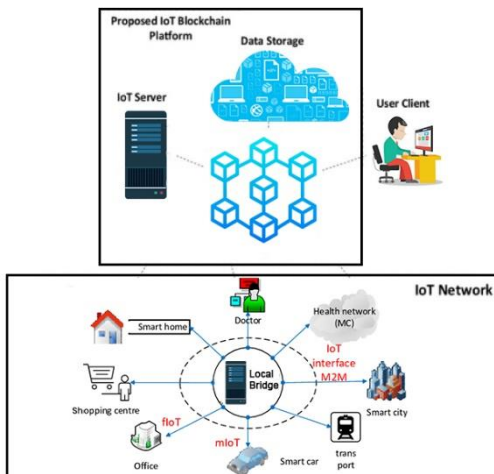 Proposed IoT Blockchain
Platform
Data Storage
IoT Server
User Client
IoT Network
Doctor
Health network
(MC)
Smart home
IoT
interface
M2M
Local
Bridge
Shopping centre
Smart city
fIoT
mIoT
Office
Smart car
trans
port